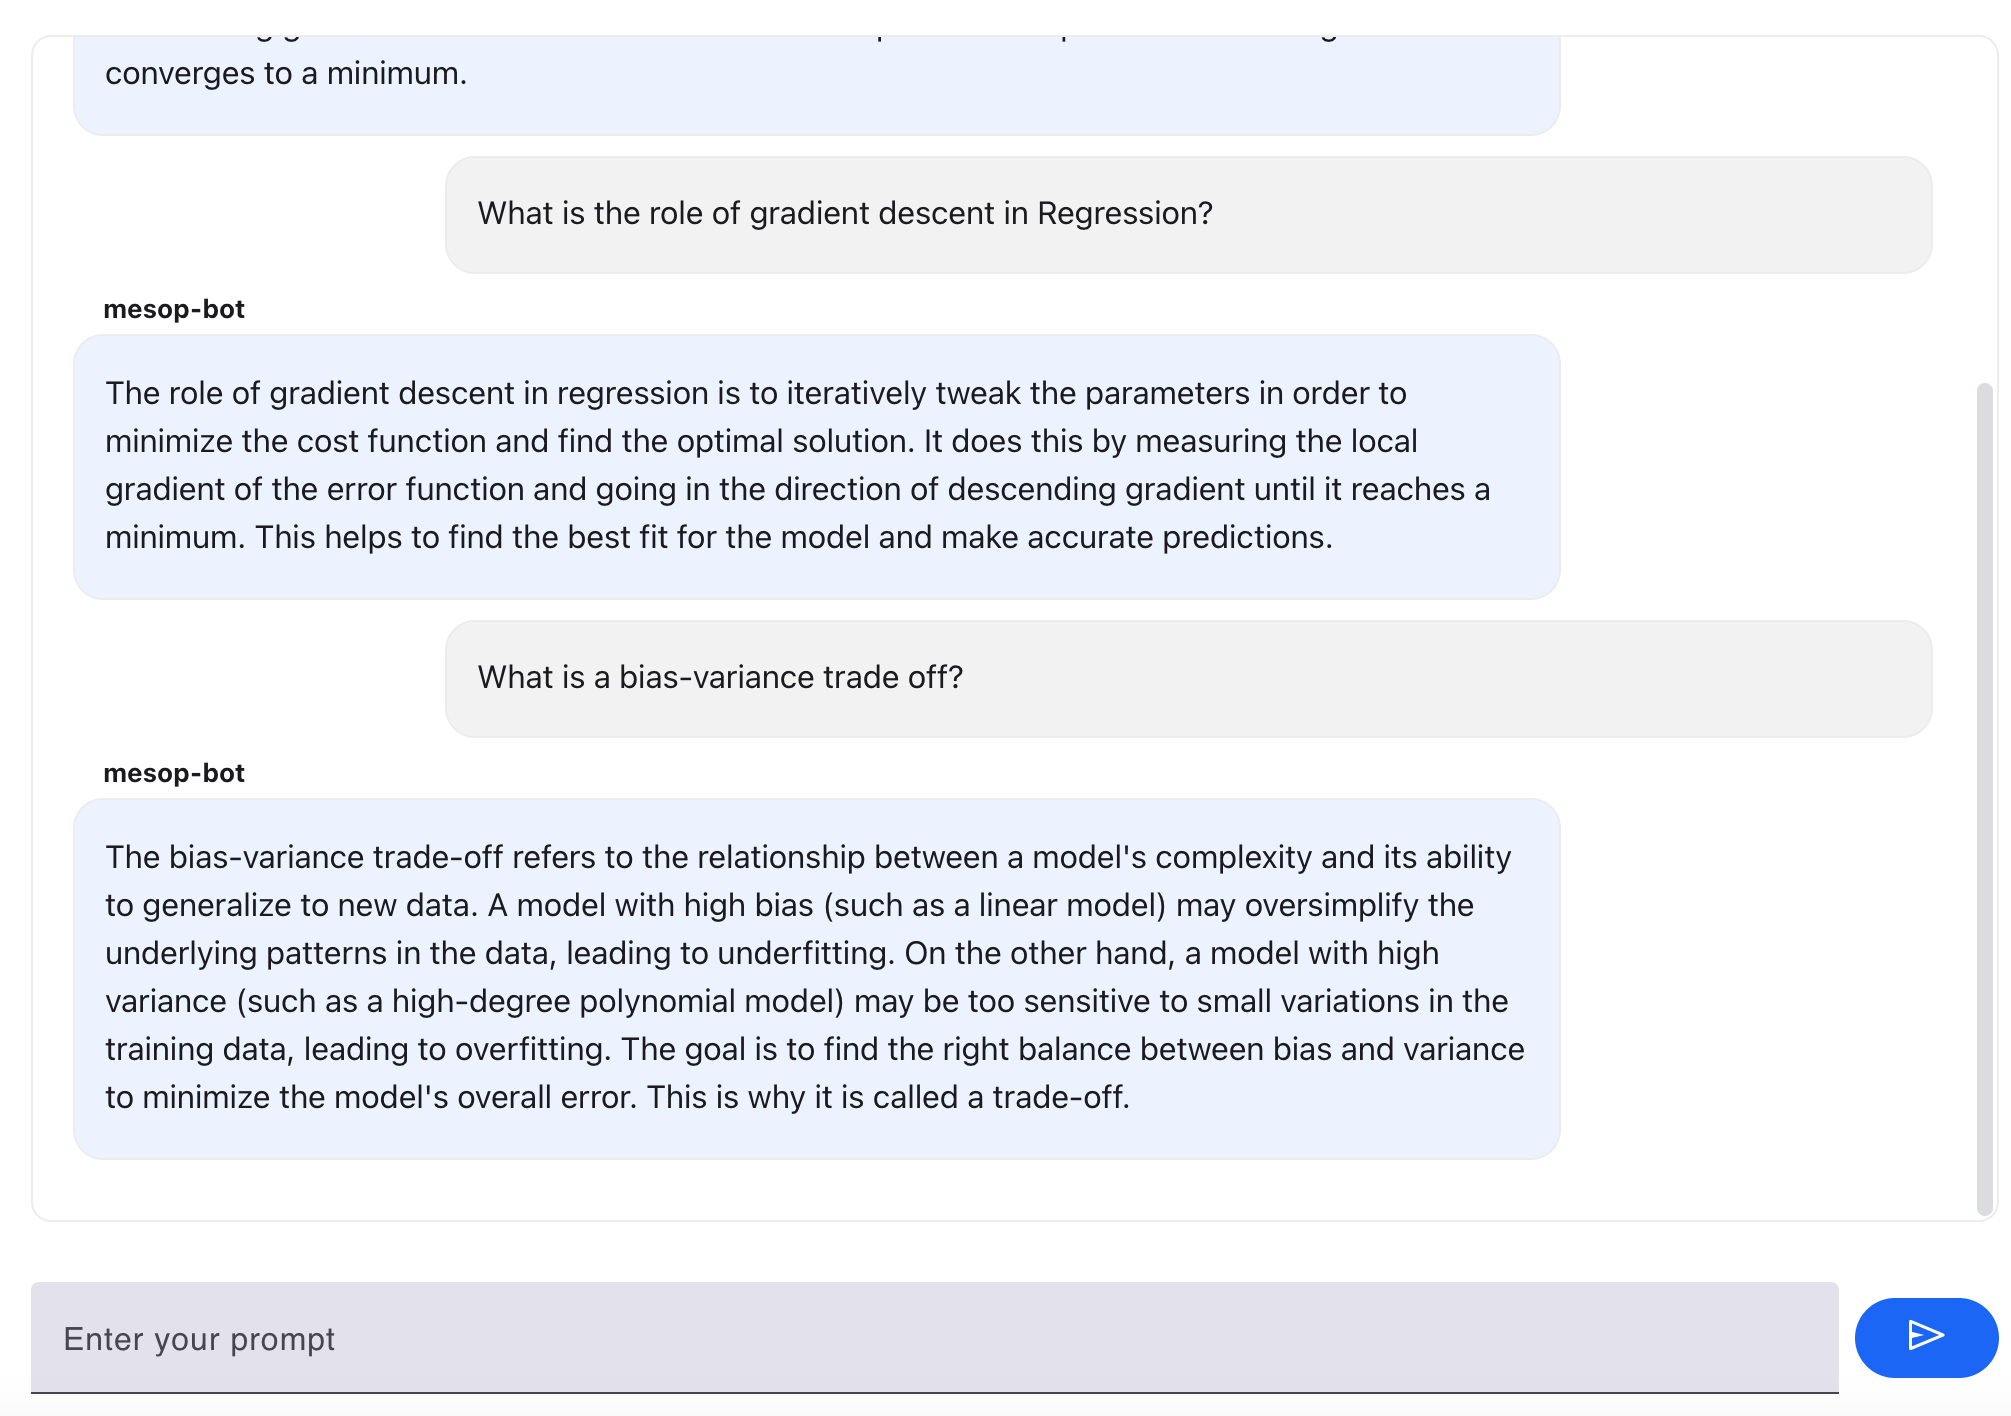 converges to a minimum.
What is the role of gradient descent in Regression?
mesop-bot
The role of gradient descent in regression is to iteratively tweak the parameters in order to
minimize the cost function and find the optimal solution. It does this by measuring the local
gradient of the error function and going in the direction of descending gradient until it reaches a
minimum. This helps to find the best fit for the model and make accurate predictions.
What is a bias-variance trade off?
mesop-bot
The bias-variance trade-off refers to the relationship between a model's complexity and its ability
to generalize to new data. A model with high bias (such as a linear model) may oversimplify the
underlying patterns in the data, leading to underfitting. On the other hand, a model with high
variance (such as a high-degree polynomial model) may be too sensitive to small variations in the
training data, leading to overfitting. The goal is to find the right balance between bias and variance
to minimize the model's overall error. This is why it is called a trade-off.
Enter your prompt